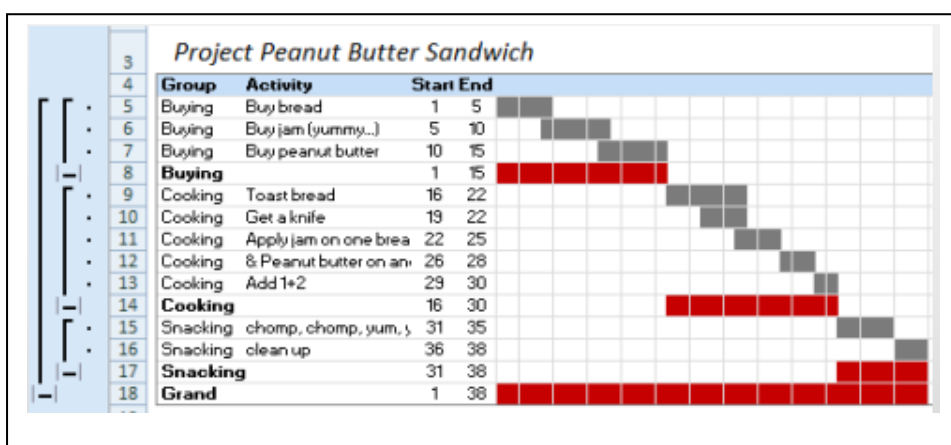 3 Project Peanut Butter Sandwich
4 Group Activity Start End
5 Buying Buy bread 1 5
6 Buying Buy jam (yummy...) 5 10
7 Buying Buy peanut butter 10 15
8 Buying 1 15
9 Cooking Toast bread 16 22
10 Cooking Get a knife 19 22
11 Cooking Apply jam on one brea 22 25
12 Cooking & Peanut butter on an 26 28
13 Cooking Add 1+2 29 30
14 Cooking 16 30
15 Snacking chomp, chomp, yum, y 31 35
16 Snacking clean up 36 38
17 Snacking 31 38
18 Grand 1 38